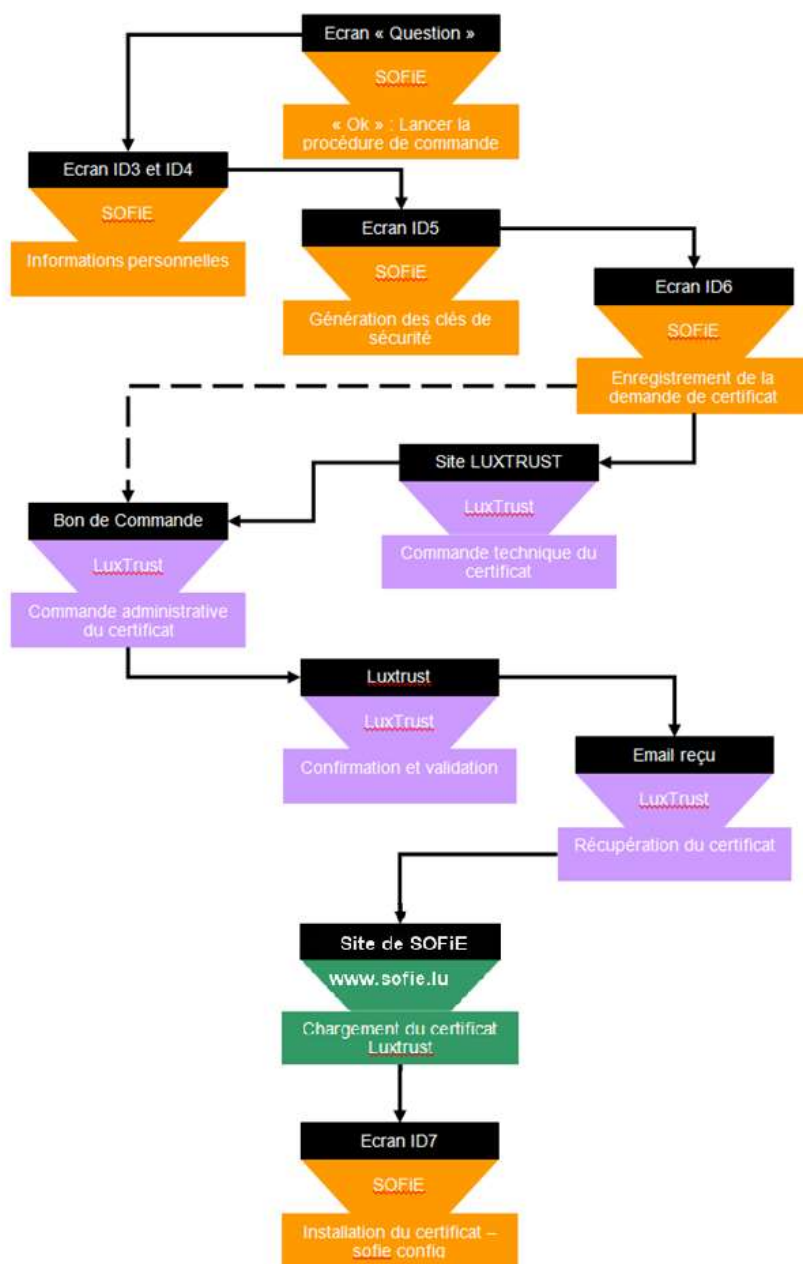 Ecran « Question »
SOFiE
« Ok » : Lancer la
procédure de commande
Ecran ID3 et ID4
SOFiE
Informations personnelles
Ecran ID5
SOFiE
Génération des clés de
sécurité
Ecran ID6
SOFiE
Enregistrement de la
demande de certificat
Site LUXTRUST
LuxTrust
Commande technique du
certificat
Bon de Commande
LuxTrust
Commande administrative
du certificat
Luxtrust
LuxTrust
Confirmation et validation
Email reçu
LuxTrust
Récupération du certificat
Site de SOFiE
www.sofie.lu
Chargement du certificat
Luxtrust
Ecran ID7
SOFiE
Installation du certificat –
sofie config